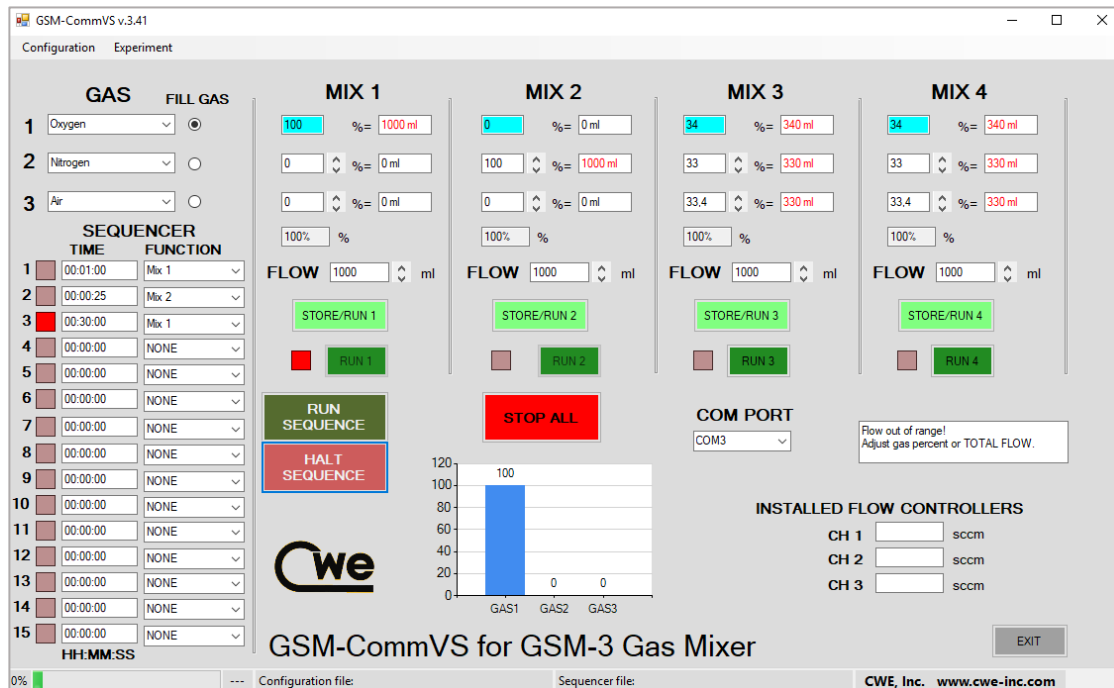 GSM-CommVS v.3.41
Configuration Experiment
GAS FILL GAS
1 Oxygen
2 Nitrogen
3 Air
MIX 1
100 %= 1000 ml
0 %= 0 ml
0 %= 0 ml
100% %
FLOW 1000 ml
STORE/RUN 1
RUN 1
MIX 2
0 %= 0 ml
100 %= 1000 ml
0 %= 0 ml
100% %
FLOW 1000 ml
STORE/RUN 2
RUN 2
MIX 3
34 %= 340 ml
33 %= 330 ml
33,4 %= 330 ml
100% %
FLOW 1000 ml
STORE/RUN 3
RUN 3
MIX 4
34 %= 340 ml
33 %= 330 ml
33,4 %= 330 ml
100% %
FLOW 1000 ml
STORE/RUN 4
RUN 4
SEQUENCER
TIME FUNCTION
1 00:01:00 Mix 1
2 00:00:25 Mix 2
3 00:30:00 Mix 1
4 00:00:00 NONE
5 00:00:00 NONE
6 00:00:00 NONE
7 00:00:00 NONE
8 00:00:00 NONE
9 00:00:00 NONE
10 00:00:00 NONE
11 00:00:00 NONE
12 00:00:00 NONE
13 00:00:00 NONE
14 00:00:00 NONE
15 00:00:00 NONE
HH:MM:SS
RUN
SEQUENCE
HALT
SEQUENCE
STOP ALL
COM PORT
COM3
Flow out of range!
Adjust gas percent or TOTAL FLOW.
120
100
80
60
40
20
0
100 0 0
GAS1 GAS2 GAS3
INSTALLED FLOW CONTROLLERS
CH 1 sccm
CH 2 sccm
CH 3 sccm
Cwe
GSM-CommVS for GSM-3 Gas Mixer
EXIT
0% --- Configuration file: Sequencer file: CWE, Inc. www.cwe-inc.com